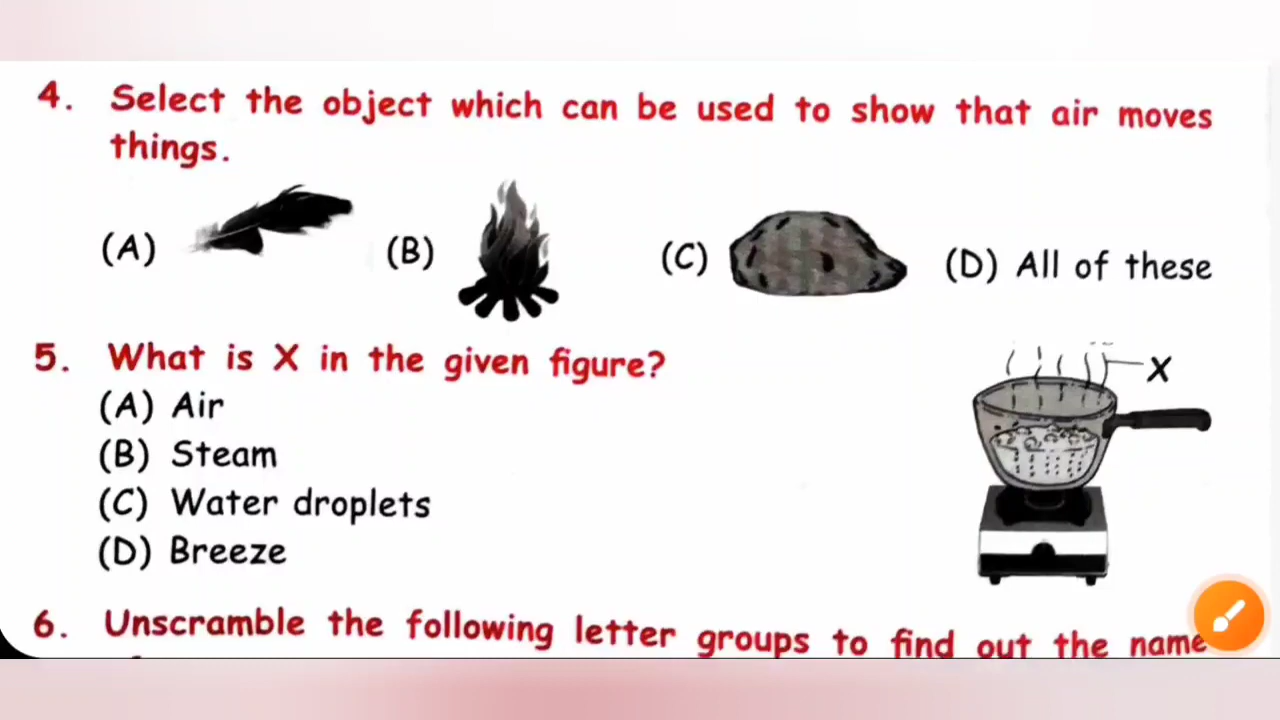 4. Select the object which can be used to show that air moves
things.
(A) (B) (C) (D) All of these
5. What is X in the given figure?
X
(A) Air
(B) Steam
(C) Water droplets
(D) Breeze
6. Unscramble the following letter groups to find out the name